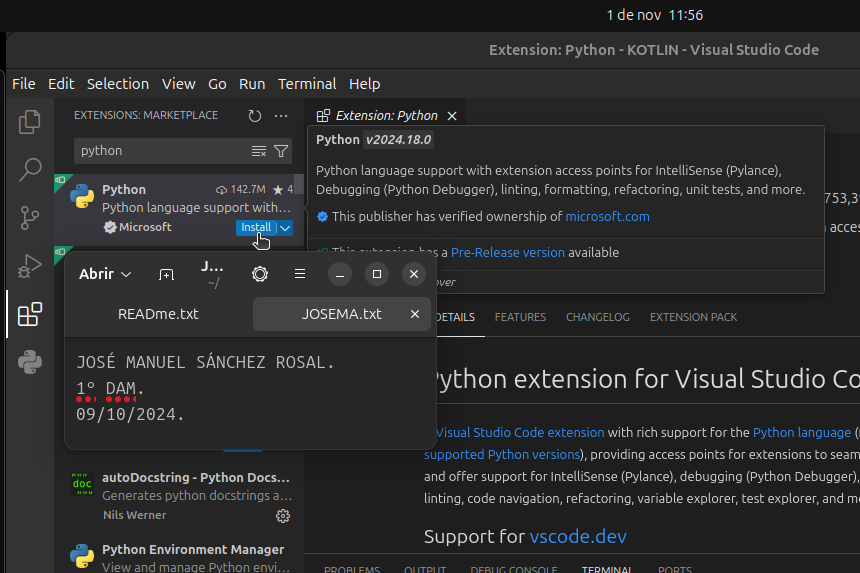 1 de nov 11:56
Extension: Python - KOTLIN - Visual Studio Code
File Edit Selection View Go Run Terminal Help
EXTENSIONS: MARKETPLACE
python
Python 142.7M 4
Python language support with...
Microsoft Install
Extension: Python
Python v2024.18.0
Python language support with extension access points for IntelliSense (Pylance),
Debugging (Python Debugger), linting, formatting, refactoring, unit tests, and more.
This publisher has verified ownership of microsoft.com
This extension has a Pre-Release version available
753,3
acces
Abrir J... ~/
READme.txt JOSEMA.txt
JOSÉ MANUEL SÁNCHEZ ROSAL.
1º DAM.
09/10/2024.
DETAILS FEATURES CHANGELOG EXTENSION PACK
Python extension for Visual Studio Co
Visual Studio Code extension with rich support for the Python language (
supported Python versions), providing access points for extensions to seam
and offer support for IntelliSense (Pylance), debugging (Python Debugger),
linting, code navigation, refactoring, variable explorer, test explorer, and mo
Support for vscode.dev
autoDocstring - Python Docs...
Generates python docstrings a...
Nils Werner
Python Environment Manager
View and manage Python envi...
PROBLEMS OUTPUT DEBUG CONSOLE TERMINAL PORTS